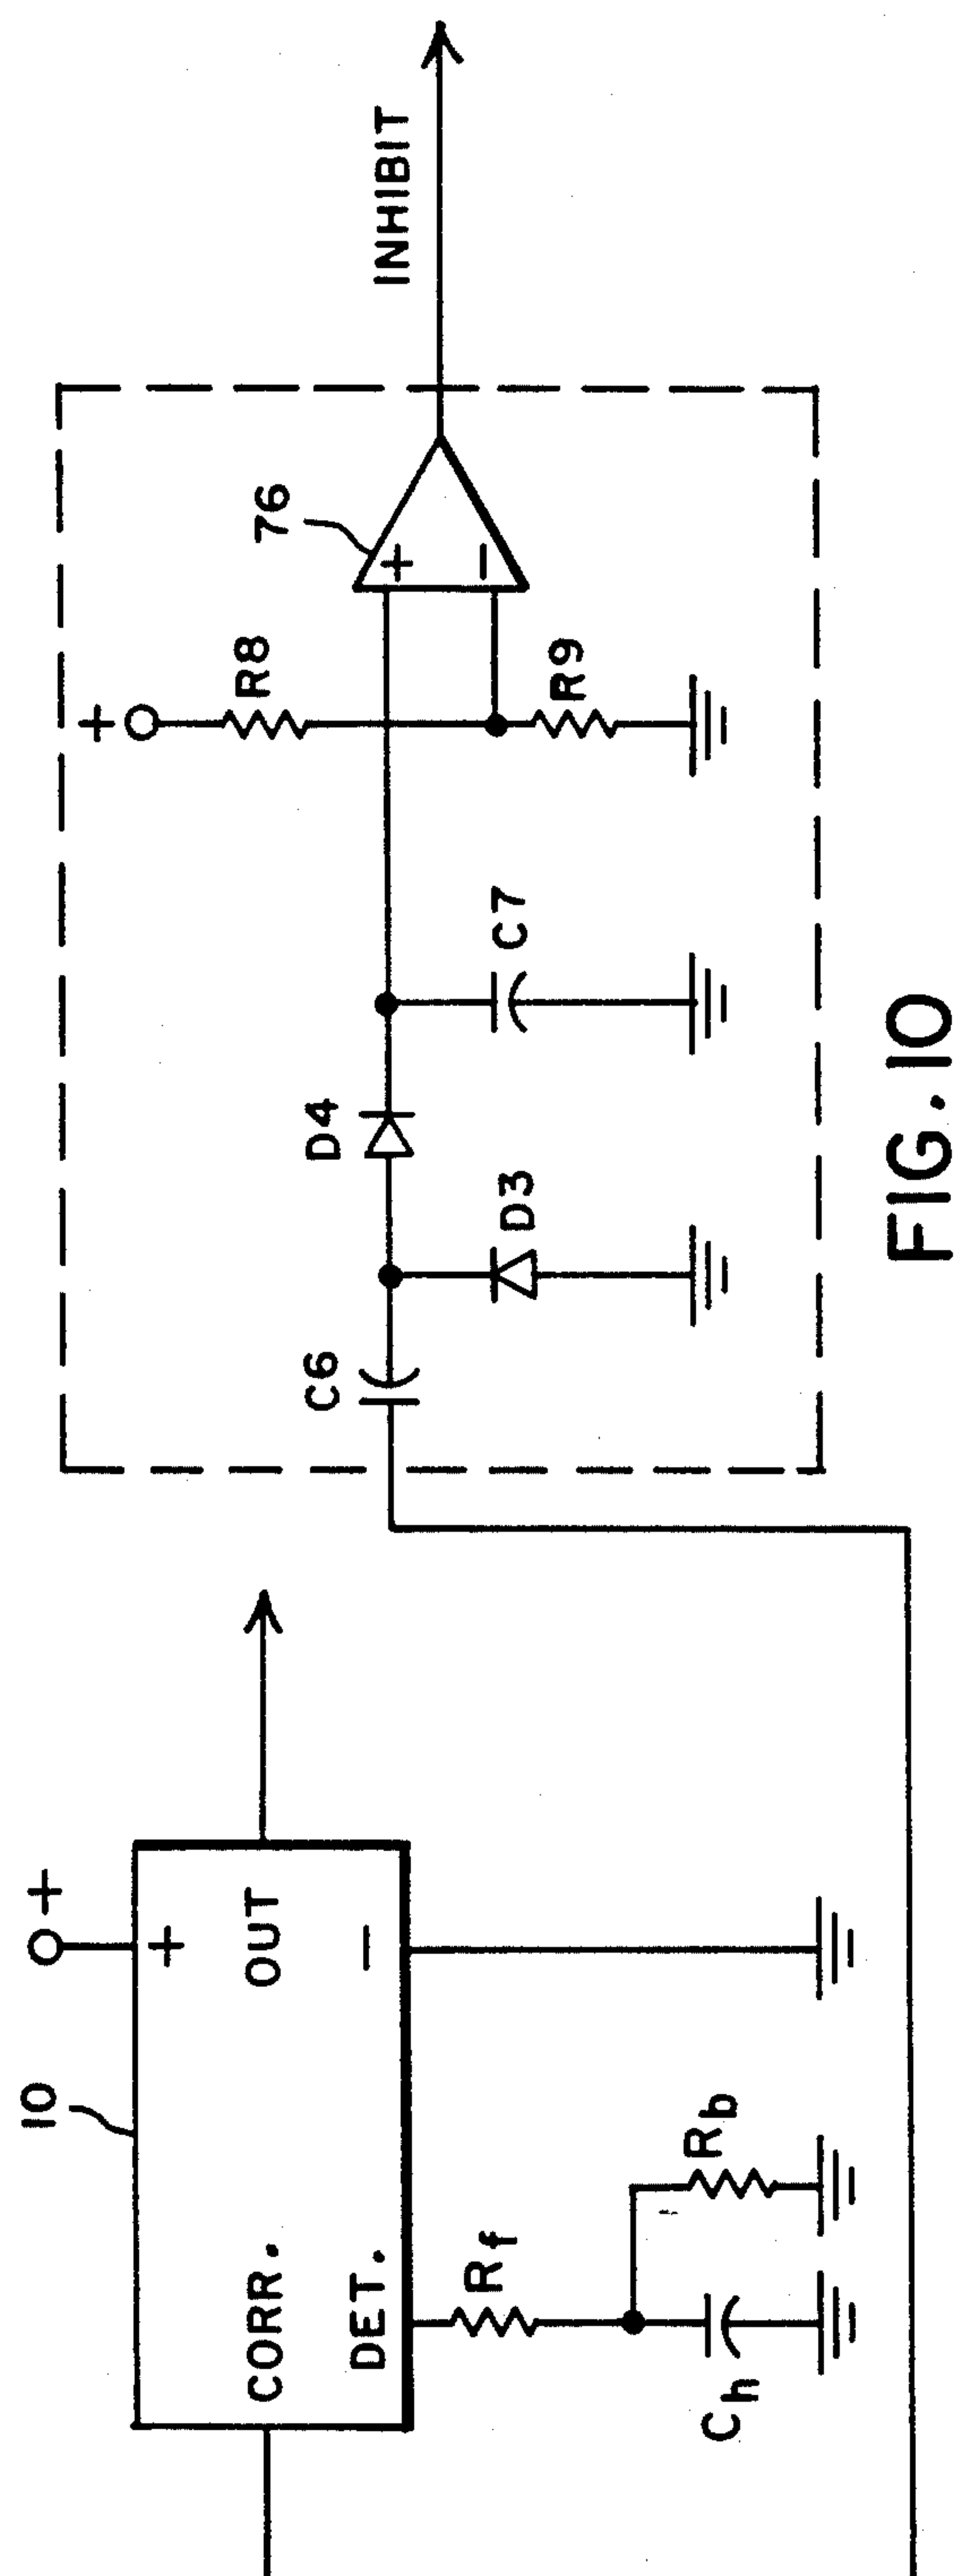 10
+
+
CORR.
OUT
DET.
−
Rf
Ch
Rb
C6
D3
D4
C7
+
R8
R9
76
+
−
INHIBIT
FIG. 10